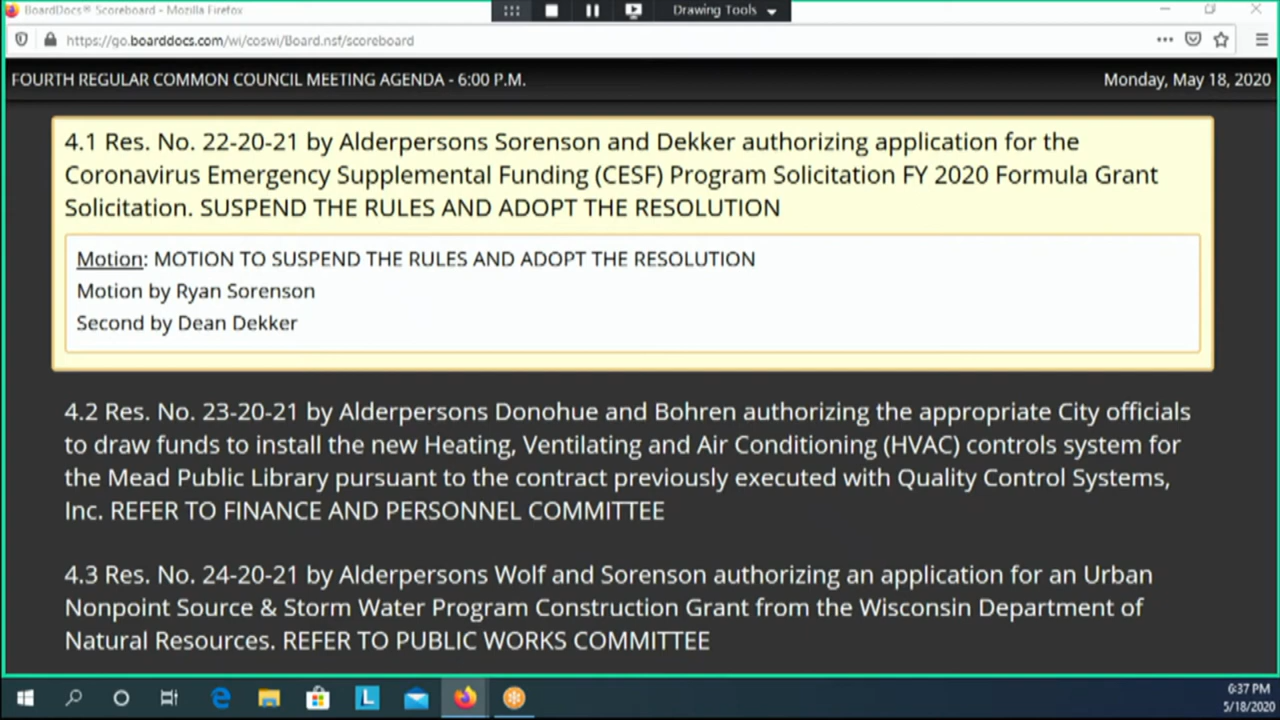 BoardDocs® Scoreboard - Mozilla Firefox
Drawing Tools
https://go.boarddocs.com/wi/coswi/Board.nsf/scoreboard
FOURTH REGULAR COMMON COUNCIL MEETING AGENDA - 6:00 P.M.
Monday, May 18, 2020
4.1 Res. No. 22-20-21 by Alderpersons Sorenson and Dekker authorizing application for the
Coronavirus Emergency Supplemental Funding (CESF) Program Solicitation FY 2020 Formula Grant
Solicitation. SUSPEND THE RULES AND ADOPT THE RESOLUTION
Motion: MOTION TO SUSPEND THE RULES AND ADOPT THE RESOLUTION
Motion by Ryan Sorenson
Second by Dean Dekker
4.2 Res. No. 23-20-21 by Alderpersons Donohue and Bohren authorizing the appropriate City officials
to draw funds to install the new Heating, Ventilating and Air Conditioning (HVAC) controls system for
the Mead Public Library pursuant to the contract previously executed with Quality Control Systems,
Inc. REFER TO FINANCE AND PERSONNEL COMMITTEE
4.3 Res. No. 24-20-21 by Alderpersons Wolf and Sorenson authorizing an application for an Urban
Nonpoint Source & Storm Water Program Construction Grant from the Wisconsin Department of
Natural Resources. REFER TO PUBLIC WORKS COMMITTEE
L
6:37 PM
5/18/2020